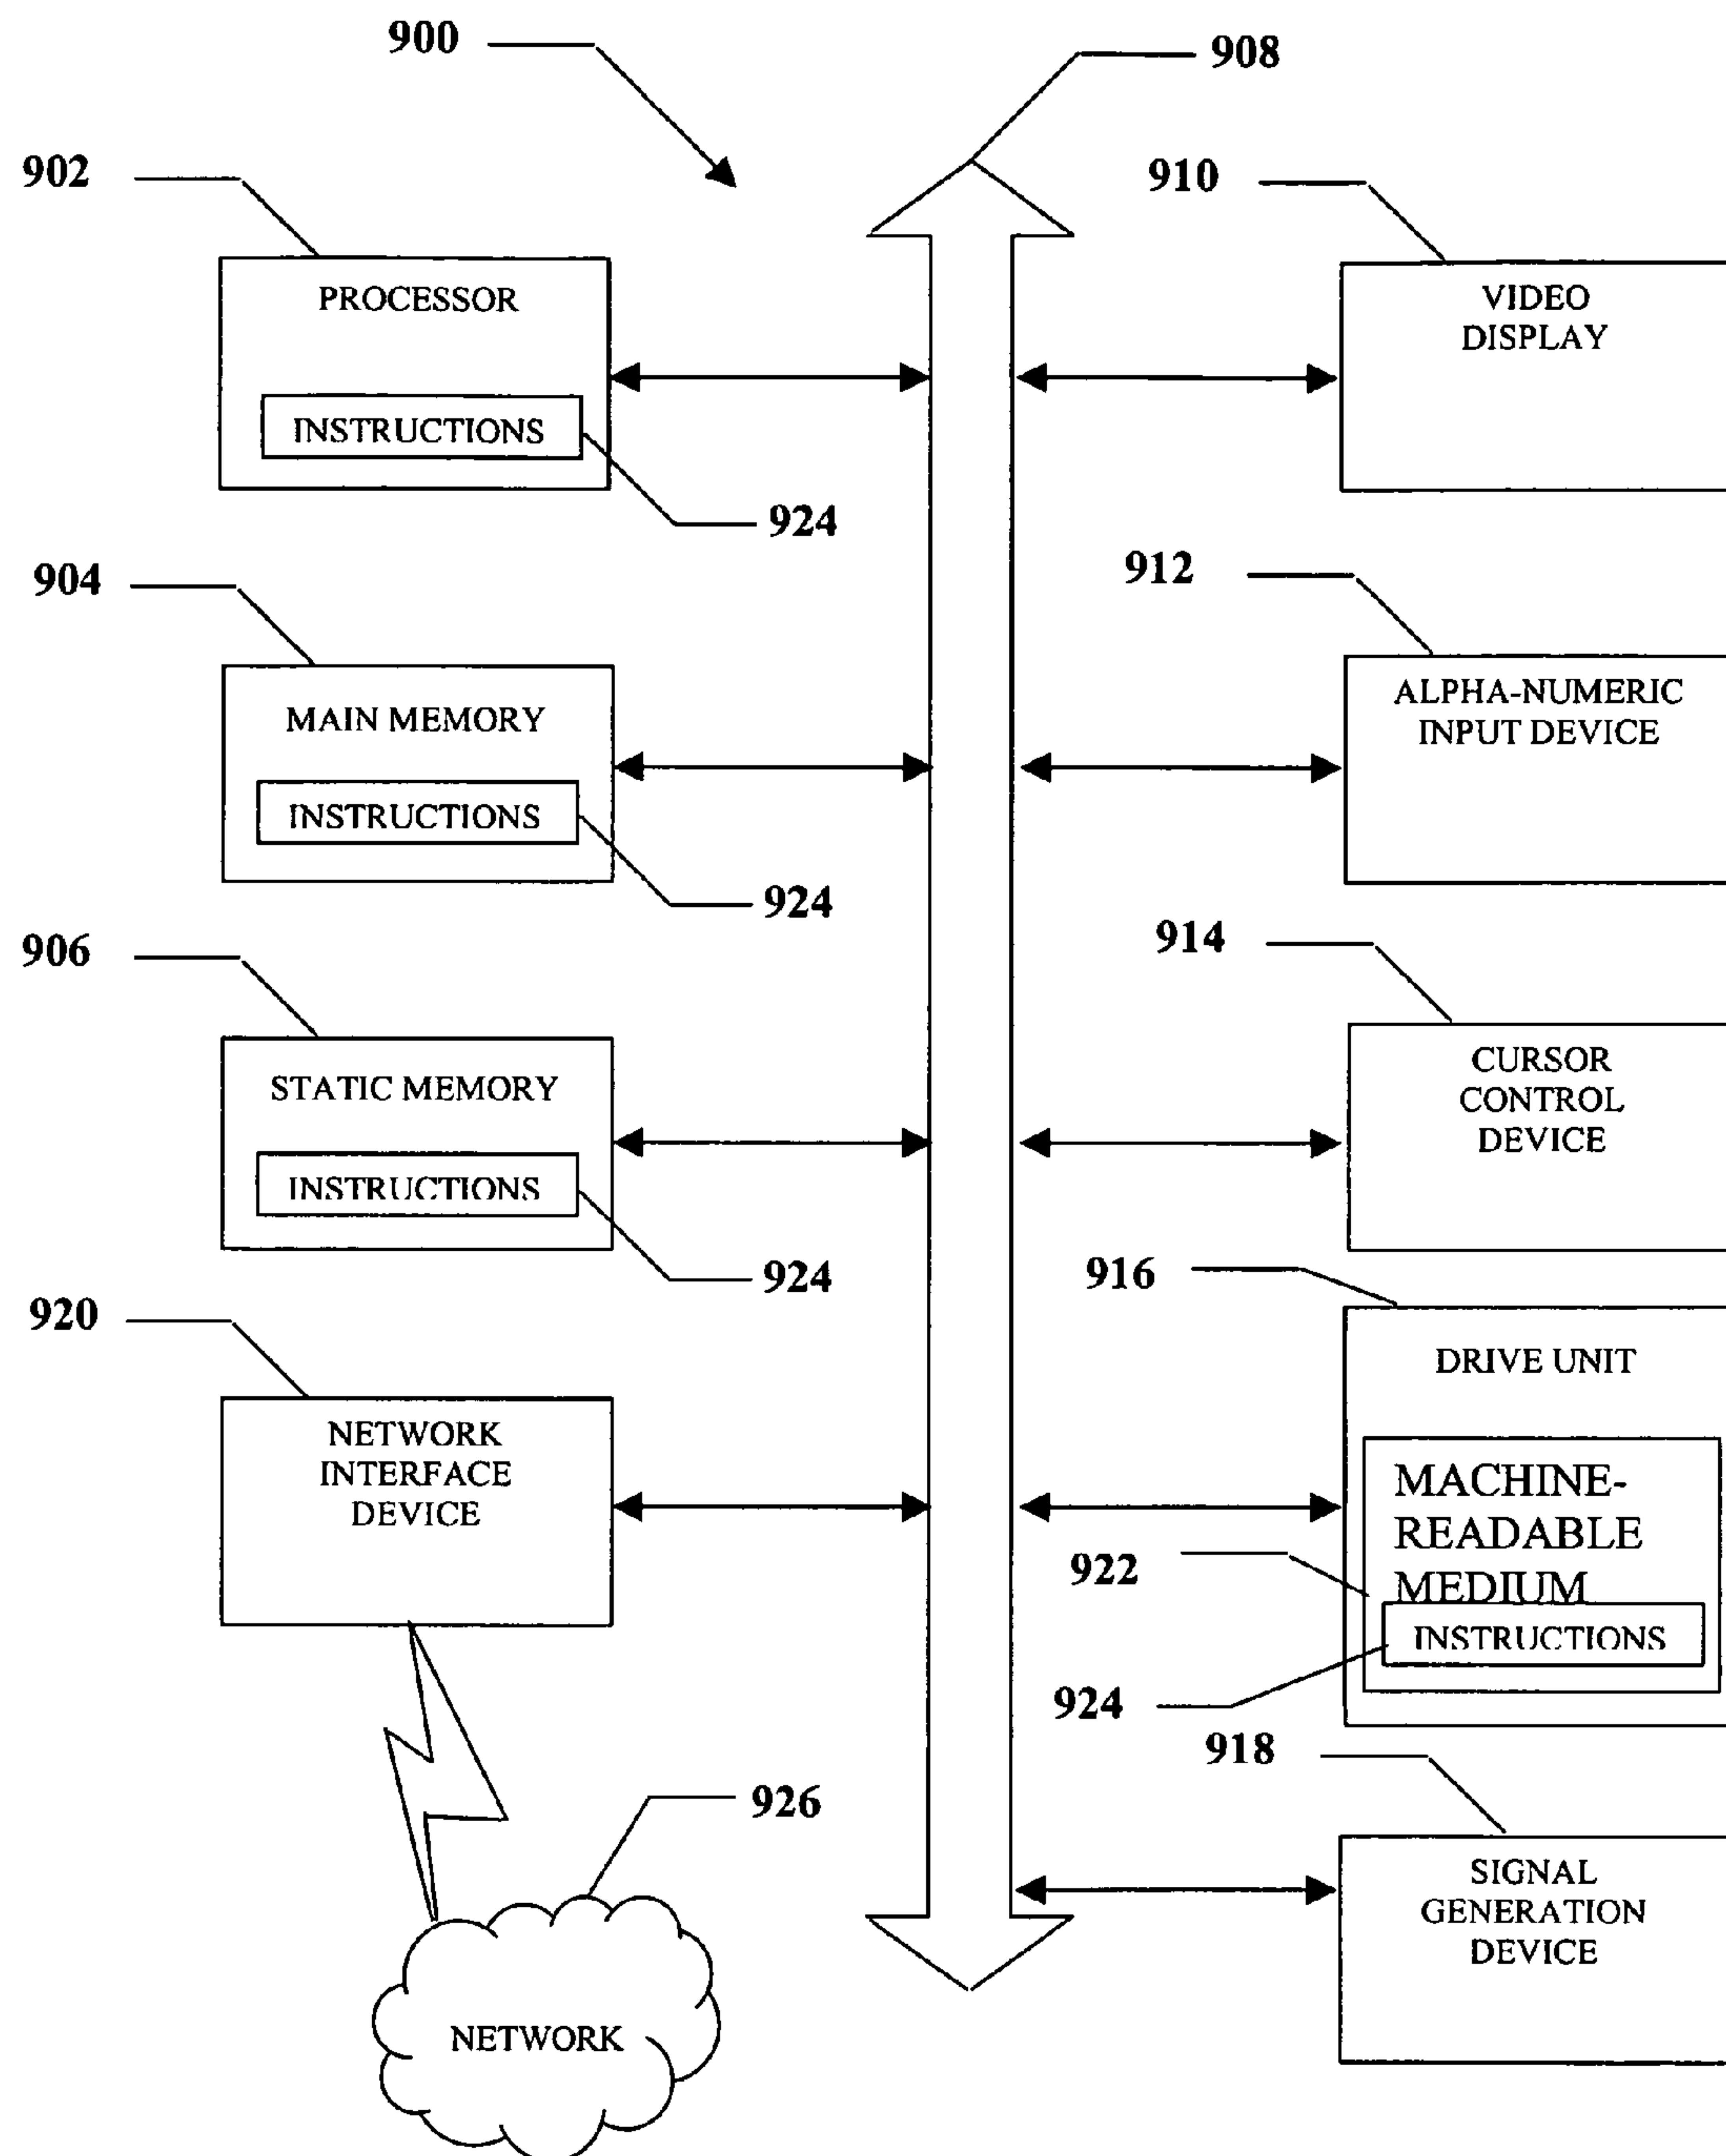 900
908
902
910
PROCESSOR
INSTRUCTIONS
924
VIDEO
DISPLAY
904
912
MAIN MEMORY
INSTRUCTIONS
924
ALPHA-NUMERIC
INPUT DEVICE
906
914
STATIC MEMORY
INSTRUCTIONS
924
CURSOR
CONTROL
DEVICE
920
916
NETWORK
INTERFACE
DEVICE
DRIVE UNIT
MACHINE-
READABLE
MEDIUM
922
INSTRUCTIONS
924
918
926
NETWORK
SIGNAL
GENERATION
DEVICE